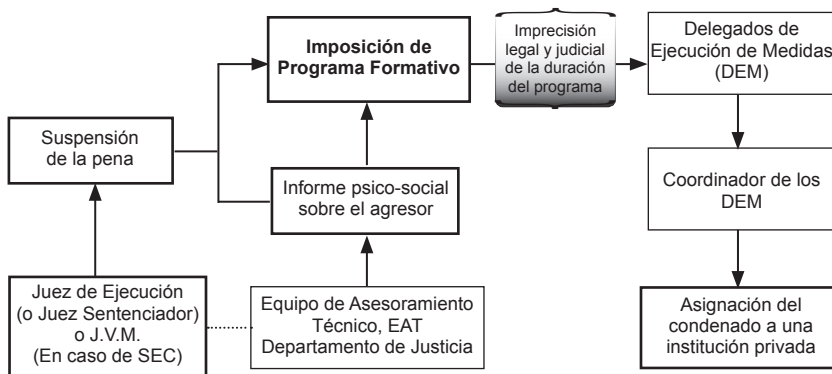 Imposición de
Programa Formativo
Imprecisión
legal y judicial
de la duración
del programa
Delegados de
Ejecución de Medidas
(DEM)
Suspensión
de la pena
Informe psico-social
sobre el agresor
Coordinador de los
DEM
Juez de Ejecución
(o Juez Sentenciador)
o J.V.M.
(En caso de SEC)
Equipo de Asesoramiento
Técnico, EAT
Departamento de Justicia
Asignación del
condenado a una
institución privada